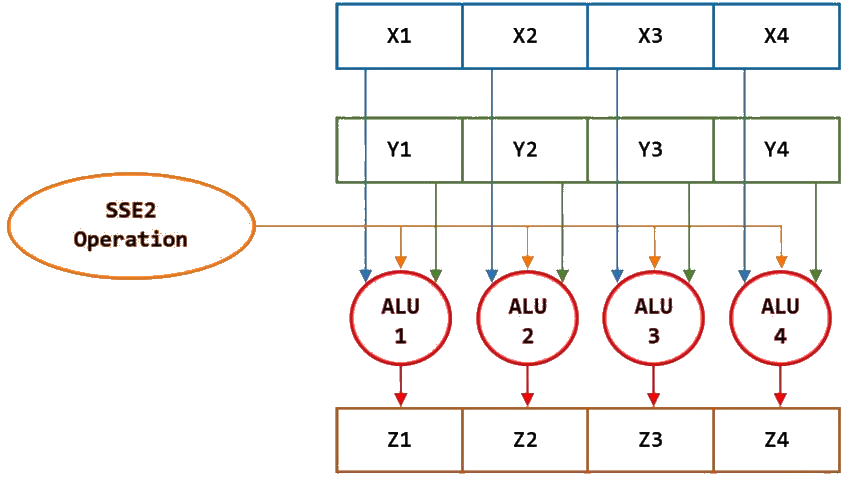 X1 X2 X3 X4
Y1 Y2 Y3 Y4
SSE2
Operation
ALU ALU ALU ALU
1 2 3 4
Z1 Z2 Z3 Z4